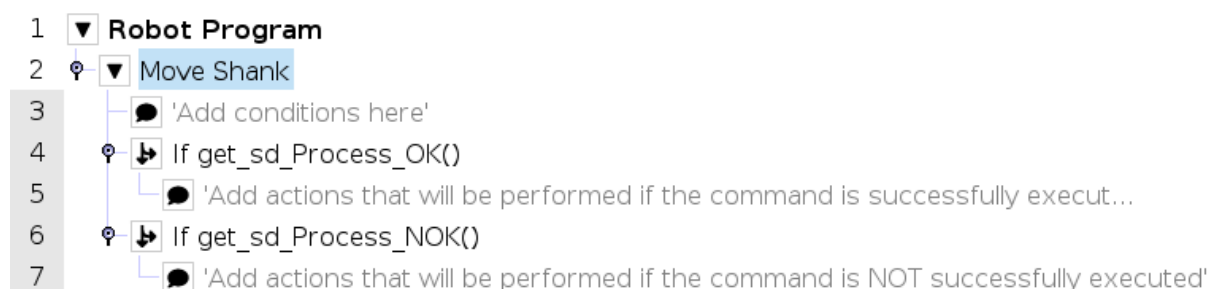 1 Robot Program
2 Move Shank
3 'Add conditions here'
4 If get_sd_Process_OK()
5 'Add actions that will be performed if the command is successfully execut...
6 If get_sd_Process_NOK()
7 'Add actions that will be performed if the command is NOT successfully executed'